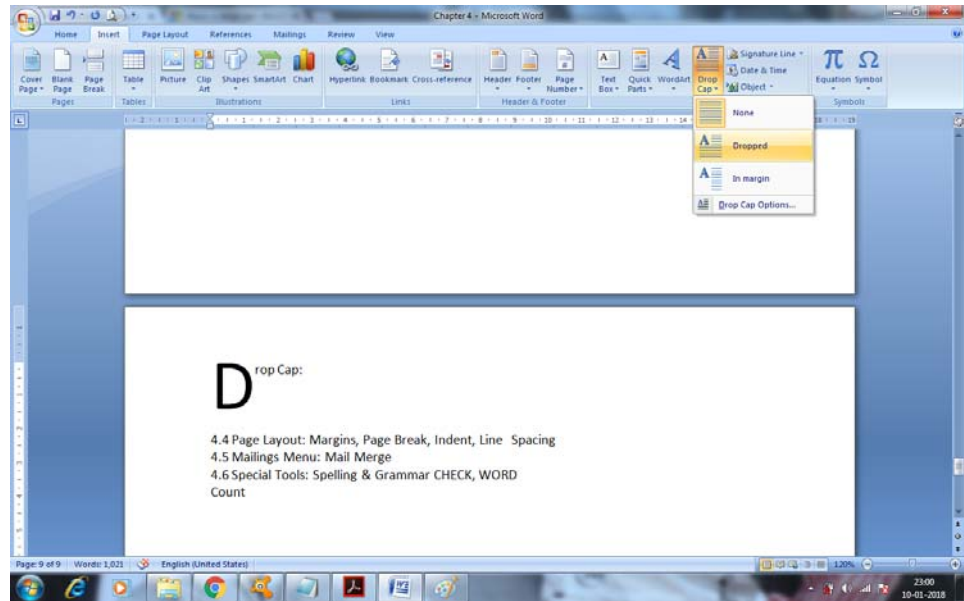 Chapter 4 - Microsoft Word
Home Insert Page Layout References Mailings Review View
Cover Page Blank Page Page Break Table Picture Clip Art Shapes SmartArt Chart Hyperlink Bookmark Cross-reference Header Footer Page Number Text Box Quick Parts WordArt Drop Cap Signature Line Date & Time Object Equation Symbol
Pages Tables Illustrations Links Header & Footer Symbols
None
Dropped
In margin
Drop Cap Options...
Drop Cap:
4.4 Page Layout: Margins, Page Break, Indent, Line Spacing
4.5 Mailings Menu: Mail Merge
4.6 Special Tools: Spelling & Grammar CHECK, WORD
Count
Page: 9 of 9 Words: 1,021 English (United States) 120%
23:00
10-01-2018